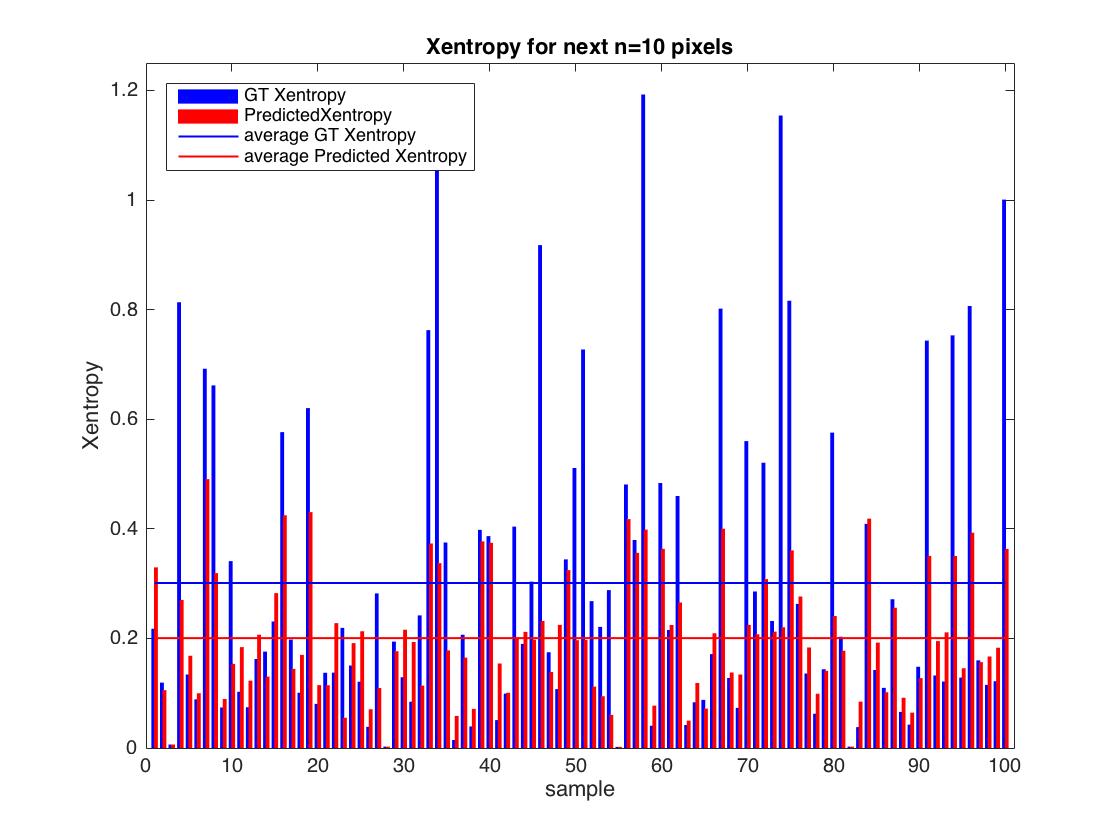 Xentropy for next n=10 pixels
GT Xentropy
PredictedXentropy
average GT Xentropy
average Predicted Xentropy
1.2
1
0.8
0.6
0.4
0.2
0
Xentropy
0 10 20 30 40 50 60 70 80 90 100
sample